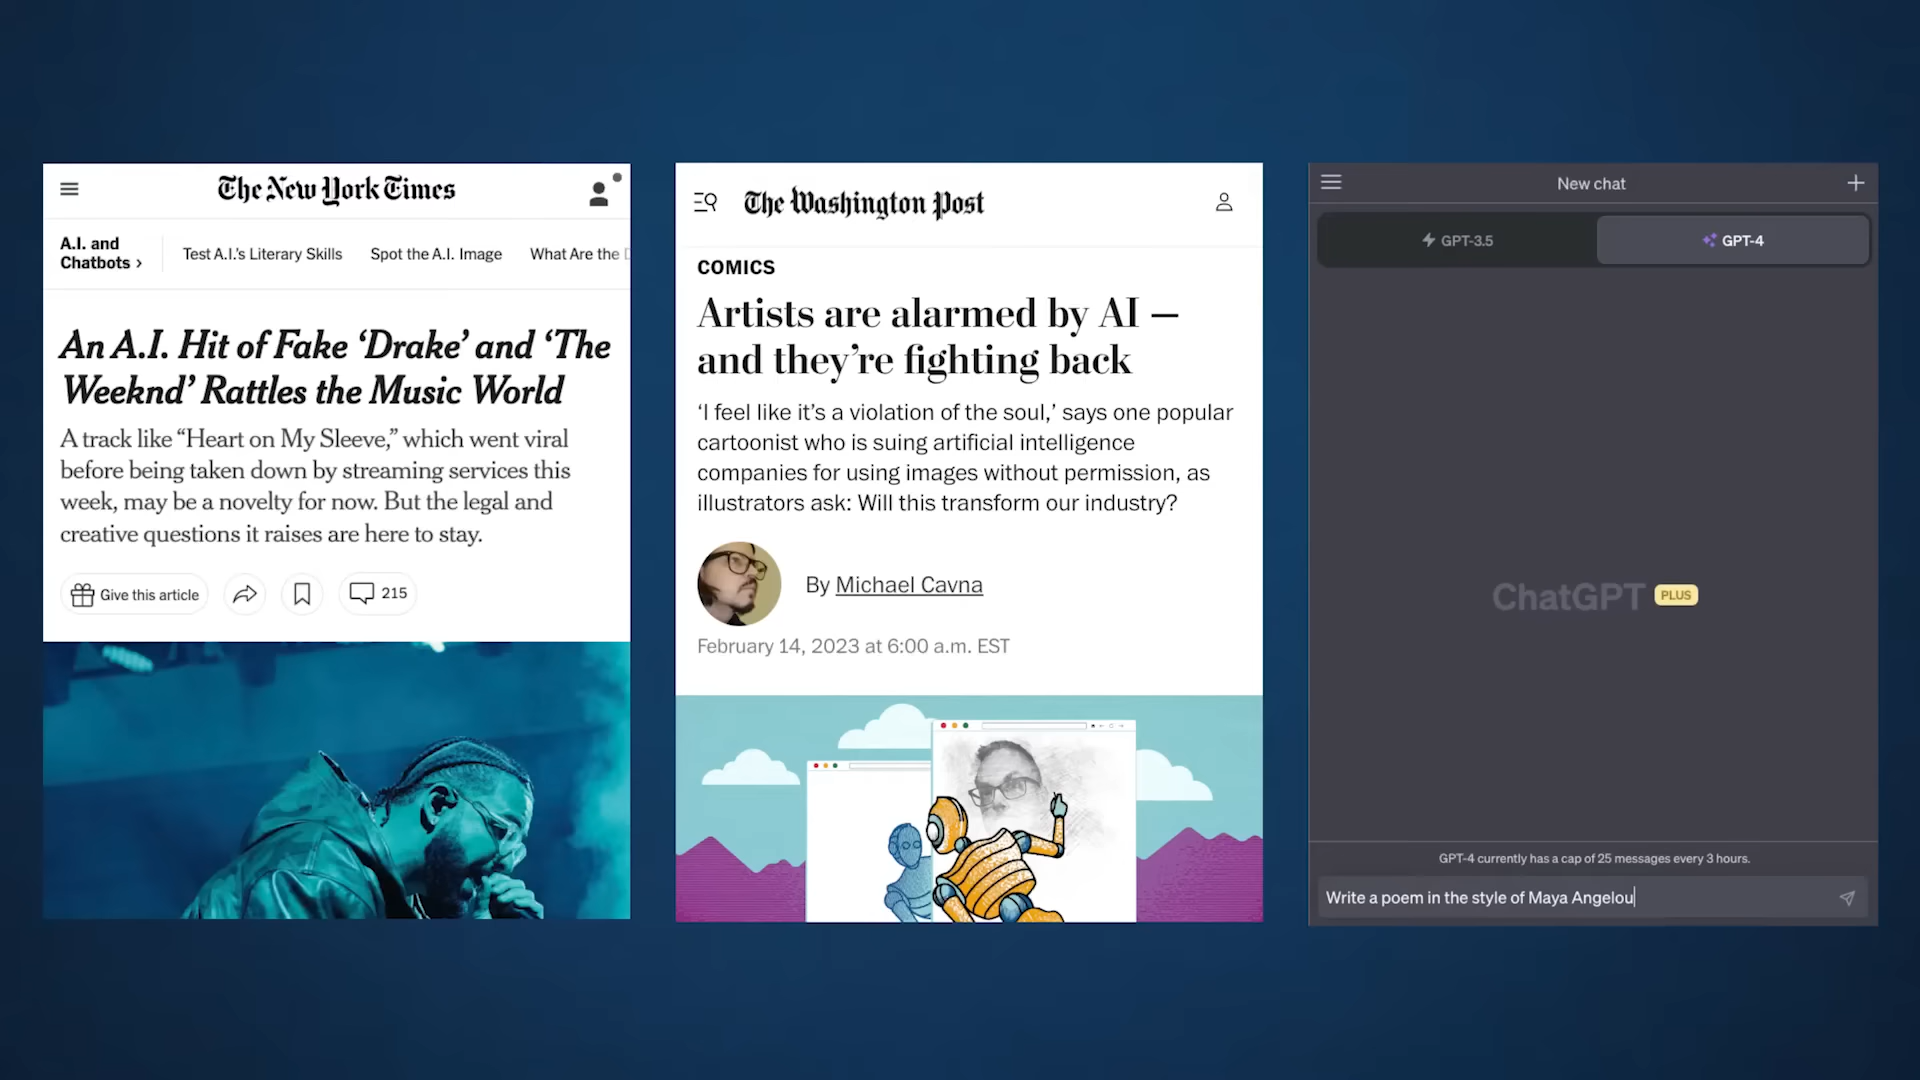 The New York Times
A.I. and
Chatbots ›
Test A.I.'s Literary Skills
Spot the A.I. Image
What Are the
An A.I. Hit of Fake ‘Drake’ and ‘The
Weeknd’ Rattles the Music World
A track like “Heart on My Sleeve,” which went viral
before being taken down by streaming services this
week, may be a novelty for now. But the legal and
creative questions it raises are here to stay.
Give this article
215
The Washington Post
COMICS
Artists are alarmed by AI —
and they’re fighting back
‘I feel like it’s a violation of the soul,’ says one popular
cartoonist who is suing artificial intelligence
companies for using images without permission, as
illustrators ask: Will this transform our industry?
By Michael Cavna
February 14, 2023 at 6:00 a.m. EST
New chat
GPT-3.5
GPT-4
ChatGPT PLUS
GPT-4 currently has a cap of 25 messages every 3 hours.
Write a poem in the style of Maya Angelou